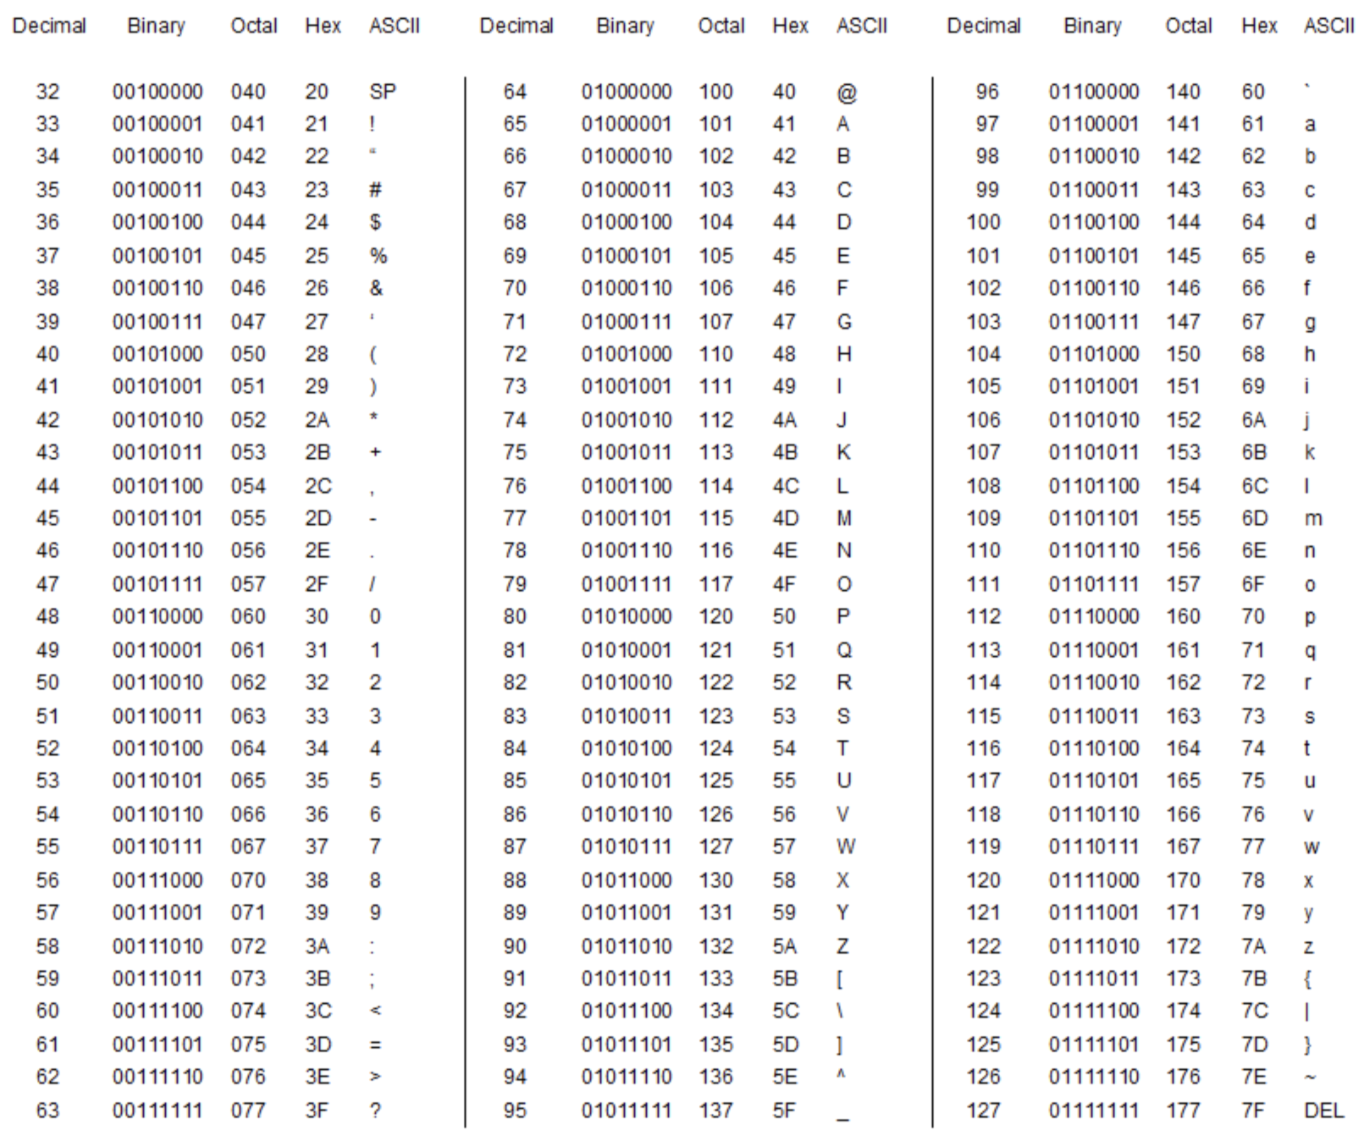 Decimal Binary Octal Hex ASCII Decimal Binary Octal Hex ASCII Decimal Binary Octal Hex ASCII
32 00100000 040 20 SP 64 01000000 100 40 @ 96 01100000 140 60 `
33 00100001 041 21 ! 65 01000001 101 41 A 97 01100001 141 61 a
34 00100010 042 22 “ 66 01000010 102 42 B 98 01100010 142 62 b
35 00100011 043 23 # 67 01000011 103 43 C 99 01100011 143 63 c
36 00100100 044 24 $ 68 01000100 104 44 D 100 01100100 144 64 d
37 00100101 045 25 % 69 01000101 105 45 E 101 01100101 145 65 e
38 00100110 046 26 & 70 01000110 106 46 F 102 01100110 146 66 f
39 00100111 047 27 ‘ 71 01000111 107 47 G 103 01100111 147 67 g
40 00101000 050 28 ( 72 01001000 110 48 H 104 01101000 150 68 h
41 00101001 051 29 ) 73 01001001 111 49 I 105 01101001 151 69 i
42 00101010 052 2A * 74 01001010 112 4A J 106 01101010 152 6A j
43 00101011 053 2B + 75 01001011 113 4B K 107 01101011 153 6B k
44 00101100 054 2C , 76 01001100 114 4C L 108 01101100 154 6C l
45 00101101 055 2D - 77 01001101 115 4D M 109 01101101 155 6D m
46 00101110 056 2E . 78 01001110 116 4E N 110 01101110 156 6E n
47 00101111 057 2F / 79 01001111 117 4F O 111 01101111 157 6F o
48 00110000 060 30 0 80 01010000 120 50 P 112 01110000 160 70 p
49 00110001 061 31 1 81 01010001 121 51 Q 113 01110001 161 71 q
50 00110010 062 32 2 82 01010010 122 52 R 114 01110010 162 72 r
51 00110011 063 33 3 83 01010011 123 53 S 115 01110011 163 73 s
52 00110100 064 34 4 84 01010100 124 54 T 116 01110100 164 74 t
53 00110101 065 35 5 85 01010101 125 55 U 117 01110101 165 75 u
54 00110110 066 36 6 86 01010110 126 56 V 118 01110110 166 76 v
55 00110111 067 37 7 87 01010111 127 57 W 119 01110111 167 77 w
56 00111000 070 38 8 88 01011000 130 58 X 120 01111000 170 78 x
57 00111001 071 39 9 89 01011001 131 59 Y 121 01111001 171 79 y
58 00111010 072 3A : 90 01011010 132 5A Z 122 01111010 172 7A z
59 00111011 073 3B ; 91 01011011 133 5B [ 123 01111011 173 7B {
60 00111100 074 3C < 92 01011100 134 5C \ 124 01111100 174 7C |
61 00111101 075 3D = 93 01011101 135 5D ] 125 01111101 175 7D }
62 00111110 076 3E > 94 01011110 136 5E ^ 126 01111110 176 7E ~
63 00111111 077 3F ? 95 01011111 137 5F _ 127 01111111 177 7F DEL